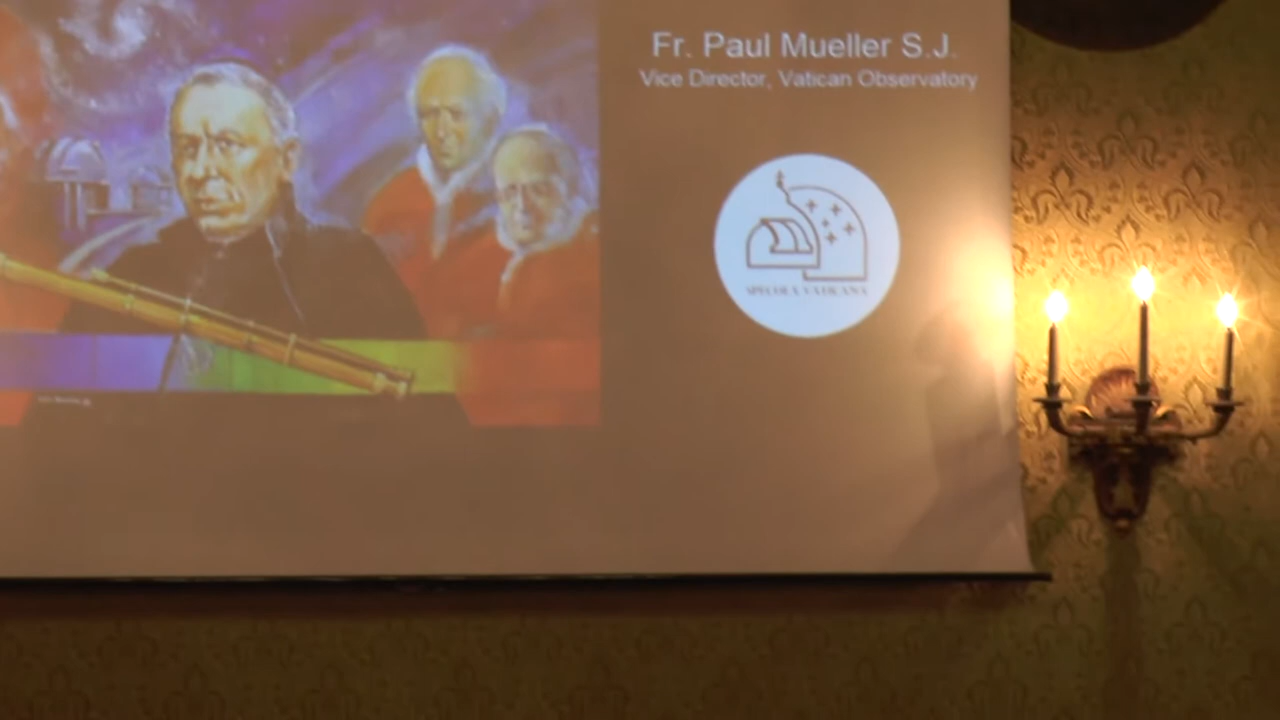 Fr. Paul Mueller S.J.
Vice Director, Vatican Observatory
SPECOLA VATICANA